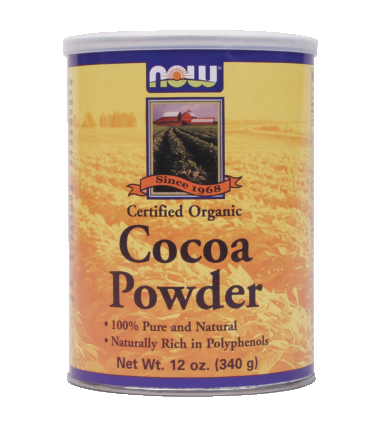 NOW
Since 1968
Certified Organic
Cocoa
Powder
• 100% Pure and Natural
• Naturally Rich in Polyphenols
Net Wt. 12 oz. (340 g)